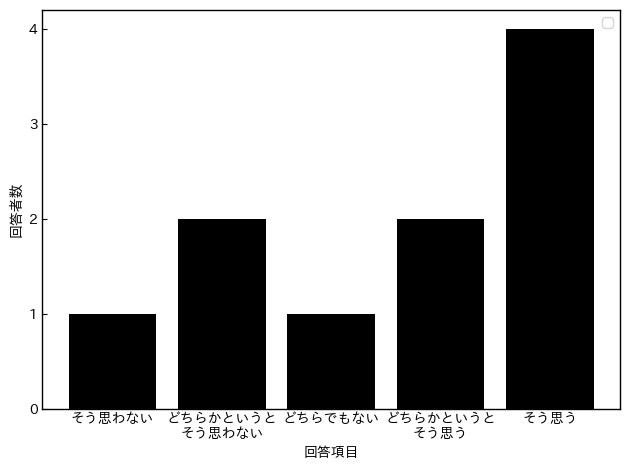 4
3
2
1
0
回答者数
そう思わない
どちらかというと
そう思わない
どちらでもない
どちらかというと
そう思う
そう思う
回答項目